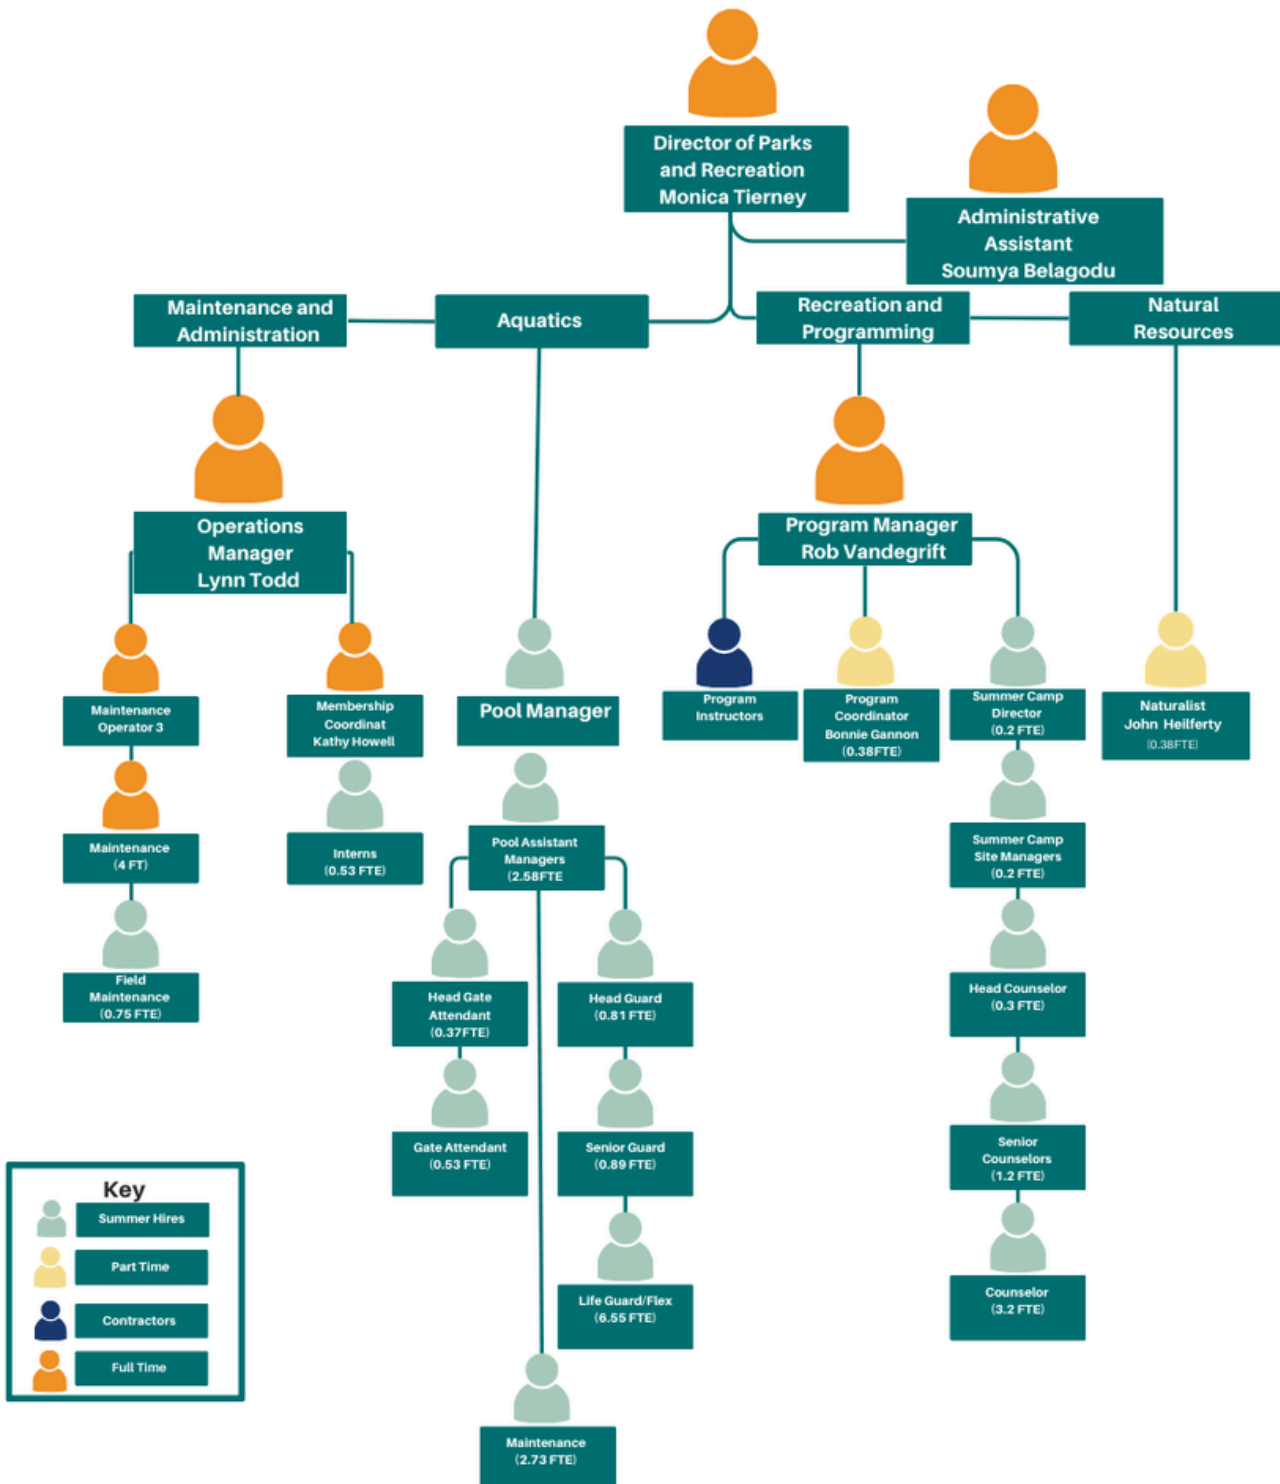 Director of Parks
and Recreation
Monica Tierney
Administrative
Assistant
Soumya Belagodu
Maintenance and
Administration
Aquatics
Recreation and
Programming
Natural
Resources
Operations
Manager
Lynn Todd
Program Manager
Rob Vandegrift
Maintenance
Operator 3
Membership
Coordinat
Kathy Howell
Pool Manager
Program
Instructors
Program
Coordinator
Bonnie Gannon
(0.38FTE)
Summer Camp
Director
(0.2 FTE)
Naturalist
John Heilferty
(0.38FTE)
Maintenance
(4 FT)
Interns
(0.53 FTE)
Pool Assistant
Managers
(2.58FTE
Summer Camp
Site Managers
(0.2 FTE)
Field
Maintenance
(0.75 FTE)
Head Gate
Attendant
(0.37FTE)
Head Guard
(0.81 FTE)
Head Counselor
(0.3 FTE)
Gate Attendant
(0.53 FTE)
Senior Guard
(0.89 FTE)
Senior
Counselors
(1.2 FTE)
Life Guard/Flex
(6.55 FTE)
Counselor
(3.2 FTE)
Maintenance
(2.73 FTE)
Key
Summer Hires
Part Time
Contractors
Full Time